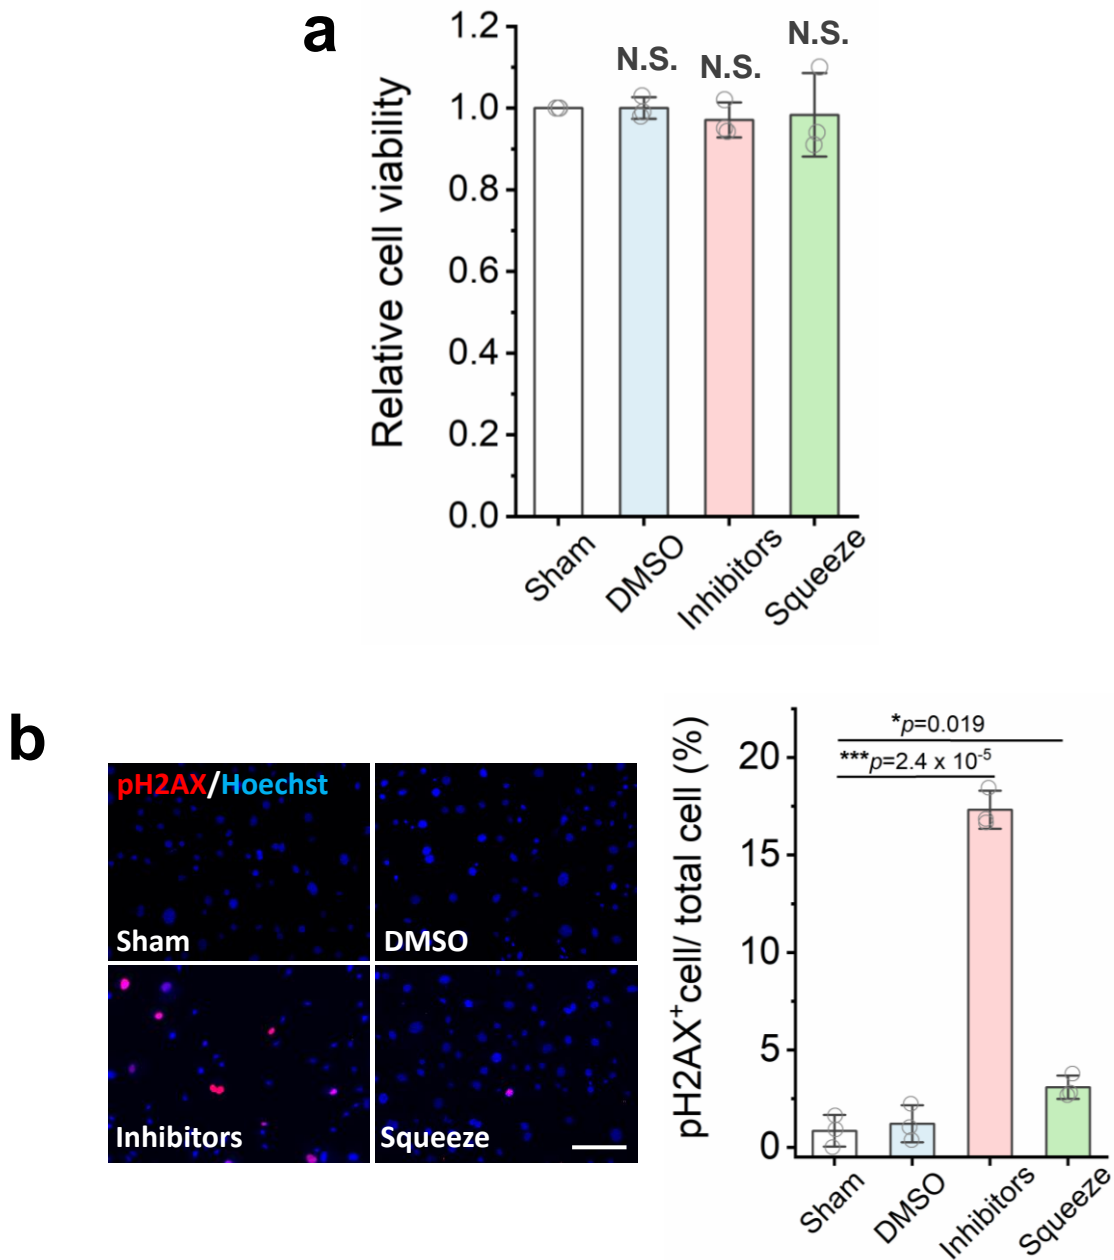 a
Relative cell viability
1.2
1.0
0.8
0.6
0.4
0.2
0.0
N.S.
N.S.
N.S.
Sham
DMSO
Inhibitors
Squeeze
b
pH2AX/Hoechst
Sham
DMSO
Inhibitors
Squeeze
pH2AX⁺cell/ total cell (%)
20
15
10
5
0
*p=0.019
***p=2.4 x 10⁻⁵
Sham
DMSO
Inhibitors
Squeeze